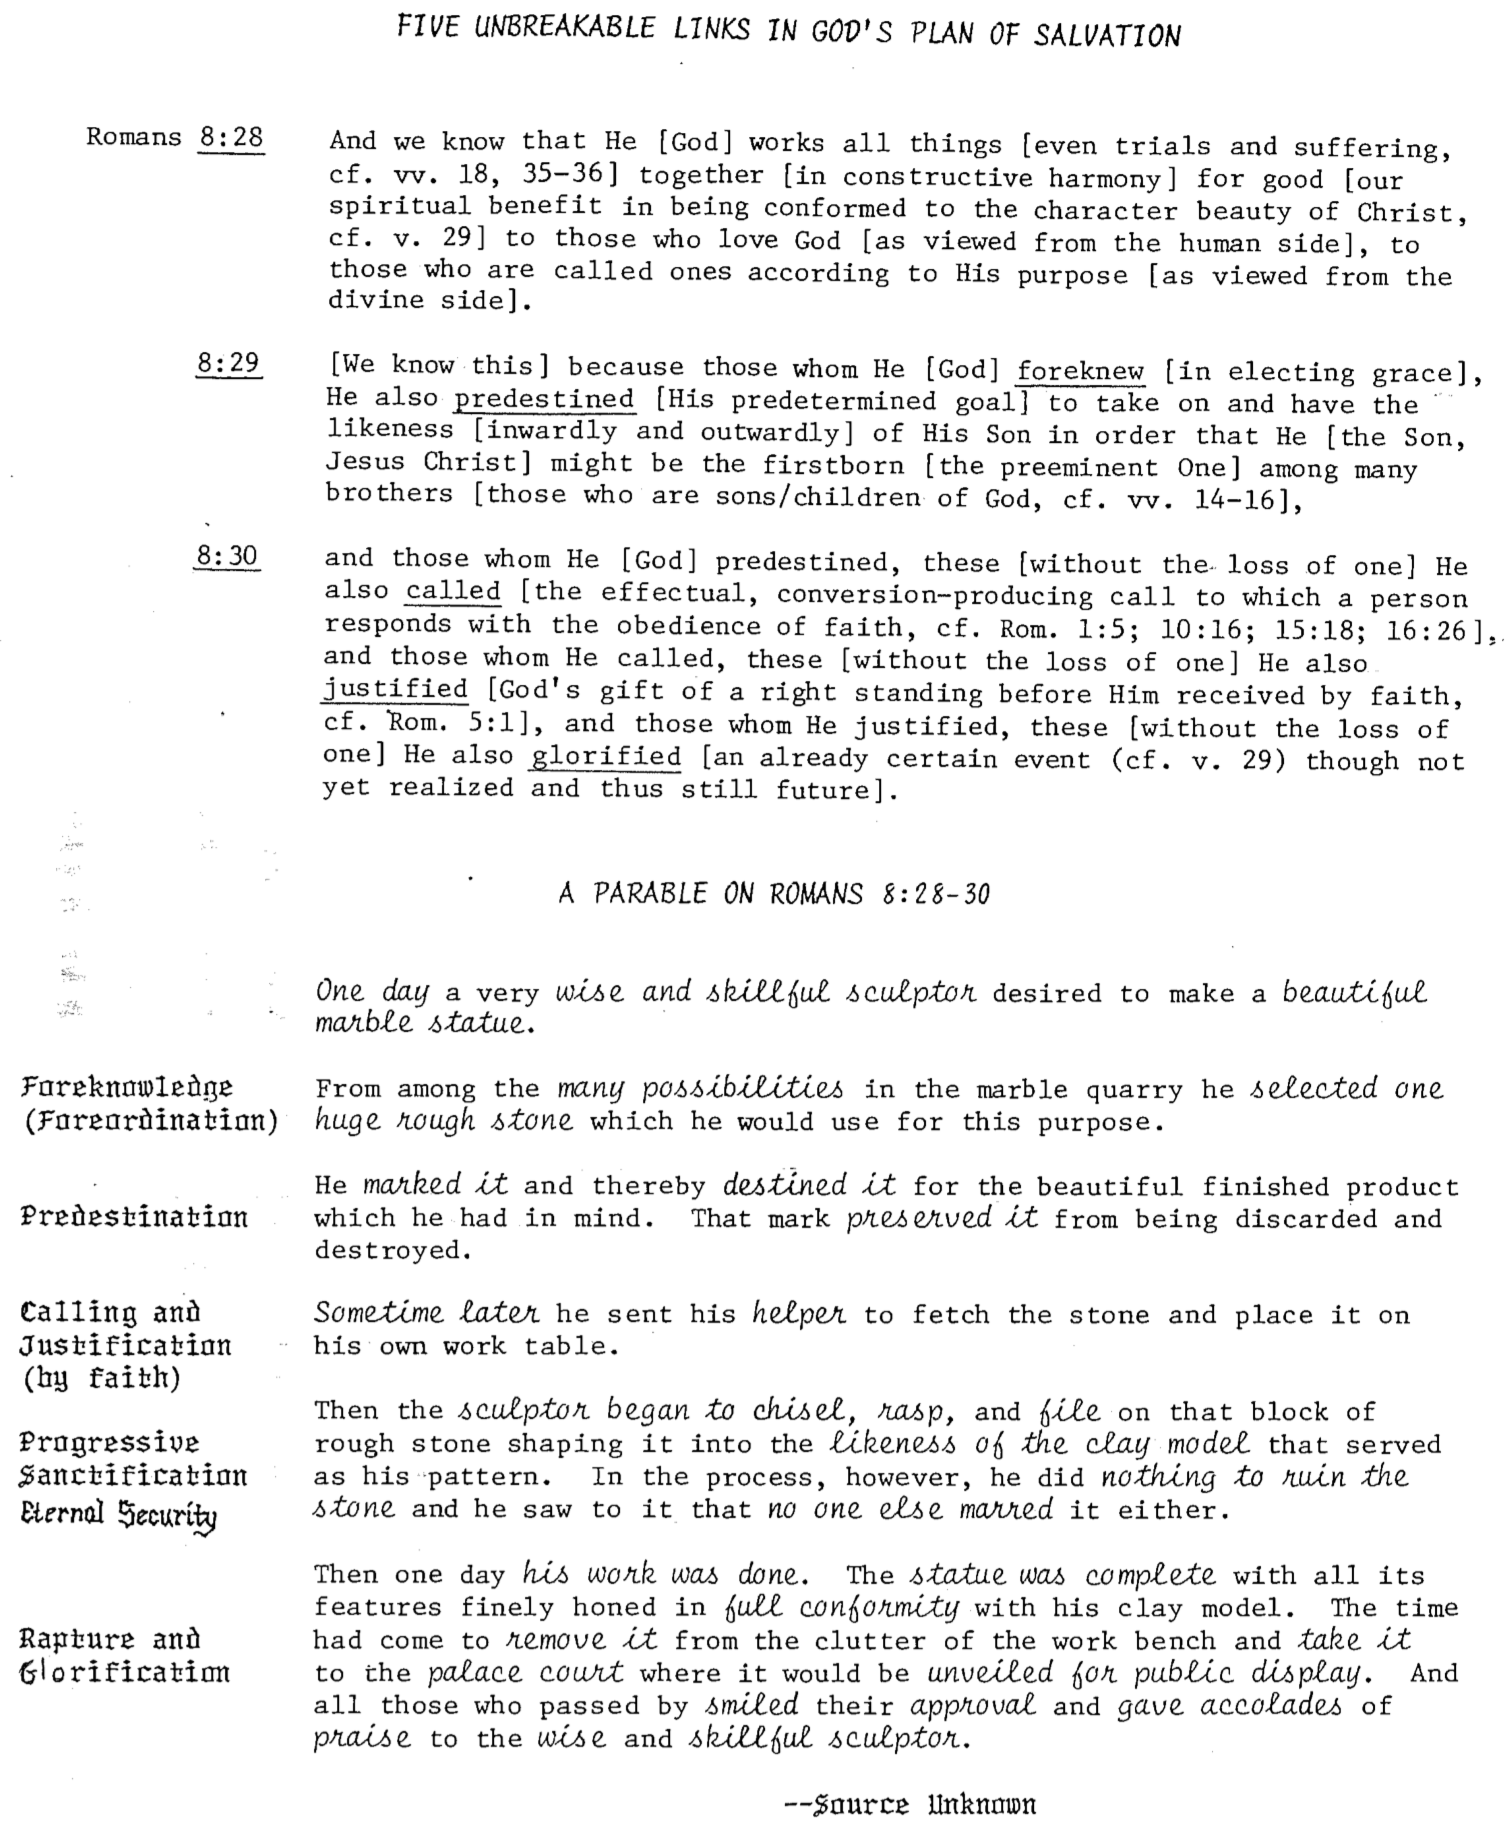 FIVE UNBREAKABLE LINKS IN GOD'S PLAN OF SALVATION
Romans 8:28 And we know that He [God] works all things [even trials and suffering,
cf. vv. 18, 35-36] together [in constructive harmony] for good [our
spiritual benefit in being conformed to the character beauty of Christ,
cf. v. 29] to those who love God [as viewed from the human side], to
those who are called ones according to His purpose [as viewed from the
divine side].
8:29 [We know this] because those whom He [God] foreknew [in electing grace],
He also predestined [His predetermined goal] to take on and have the
likeness [inwardly and outwardly] of His Son in order that He [the Son,
Jesus Christ] might be the firstborn [the preeminent One] among many
brothers [those who are sons/children of God, cf. vv. 14-16],
8:30 and those whom He [God] predestined, these [without the loss of one] He
also called [the effectual, conversion-producing call to which a person
responds with the obedience of faith, cf. Rom. 1:5; 10:16; 15:18; 16:26],
and those whom He called, these [without the loss of one] He also
justified [God's gift of a right standing before Him received by faith,
cf. Rom. 5:1], and those whom He justified, these [without the loss of
one] He also glorified [an already certain event (cf. v. 29) though not
yet realized and thus still future].
A PARABLE ON ROMANS 8:28-30
One day a very wise and skillful sculptor desired to make a beautiful
marble statue.
Foreknowledge From among the many possibilities in the marble quarry he selected one
(Foreordination) huge rough stone which he would use for this purpose.
He marked it and thereby destined it for the beautiful finished product
Predestination which he had in mind. That mark preserved it from being discarded and
destroyed.
Calling and Sometime later he sent his helper to fetch the stone and place it on
Justification his own work table.
(by faith)
Then the sculptor began to chisel, rasp, and file on that block of
Progressive rough stone shaping it into the likeness of the clay model that served
Sanctification as his pattern. In the process, however, he did nothing to ruin the
Eternal Security stone and he saw to it that no one else marred it either.
Then one day his work was done. The statue was complete with all its
features finely honed in full conformity with his clay model. The time
Rapture and had come to remove it from the clutter of the work bench and take it
Glorification to the palace court where it would be unveiled for public display. And
all those who passed by smiled their approval and gave accolades of
praise to the wise and skillful sculptor.
--Source Unknown